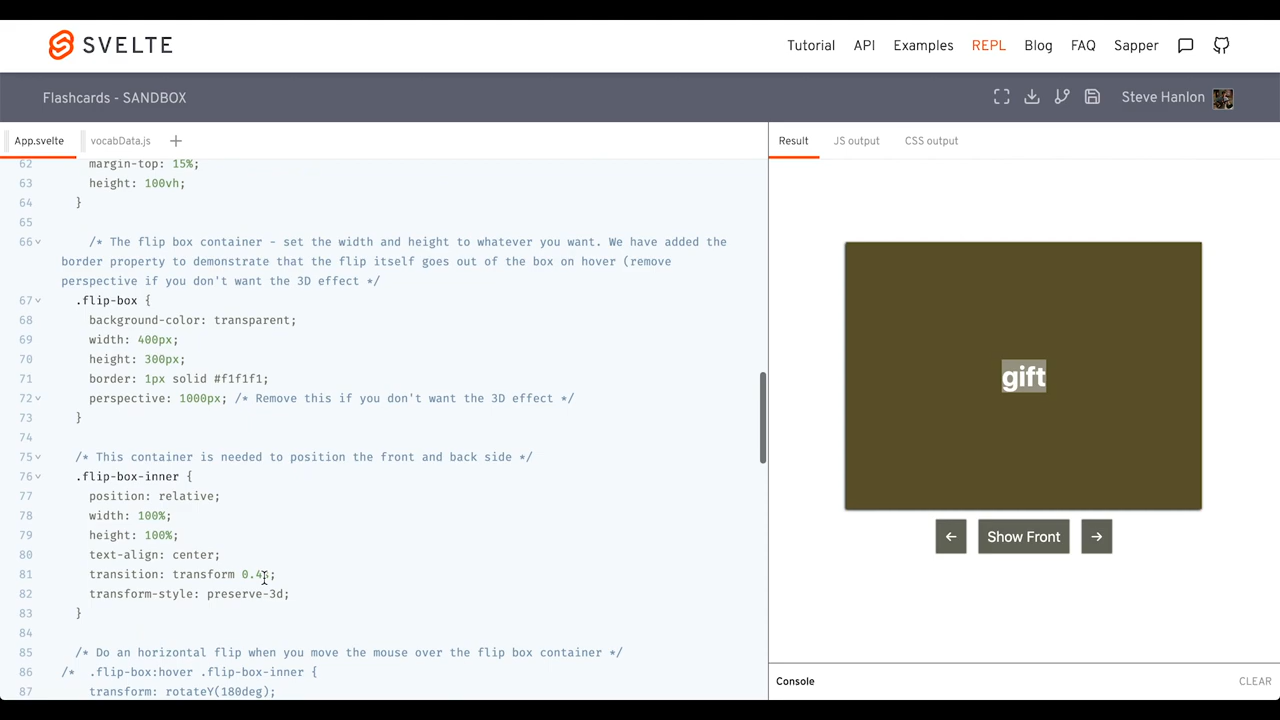 SVELTE
Tutorial API Examples REPL Blog FAQ Sapper
Flashcards - SANDBOX
Steve Hanlon
App.svelte vocabData.js +
Result JS output CSS output
62 margin-top: 15%;
63 height: 100vh;
64 }
65
66 /* The flip box container - set the width and height to whatever you want. We have added the
border property to demonstrate that the flip itself goes out of the box on hover (remove
perspective if you don't want the 3D effect */
67 .flip-box {
68 background-color: transparent;
69 width: 400px;
70 height: 300px;
71 border: 1px solid #f1f1f1;
72 perspective: 1000px; /* Remove this if you don't want the 3D effect */
73 }
74
75 /* This container is needed to position the front and back side */
76 .flip-box-inner {
77 position: relative;
78 width: 100%;
79 height: 100%;
80 text-align: center;
81 transition: transform 0.4s;
82 transform-style: preserve-3d;
83 }
84
85 /* Do an horizontal flip when you move the mouse over the flip box container */
86 /* .flip-box:hover .flip-box-inner {
87 transform: rotateY(180deg);
gift
← Show Front →
Console CLEAR